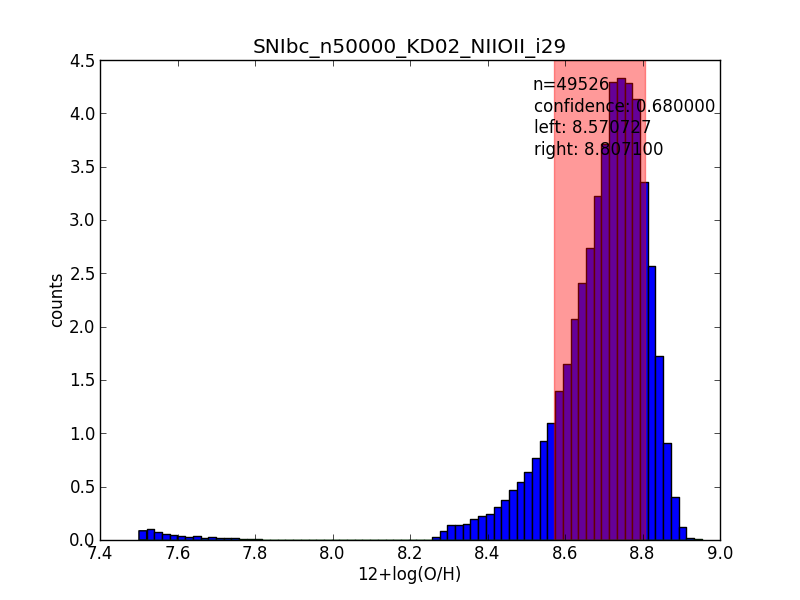 SNIbc_n50000_KD02_NIIOII_i29
4.5
4.0
3.5
3.0
2.5
2.0
1.5
1.0
0.5
0.0
counts
n=49526
confidence: 0.680000
left: 8.570727
right: 8.807100
7.4 7.6 7.8 8.0 8.2 8.4 8.6 8.8 9.0
12+log(O/H)